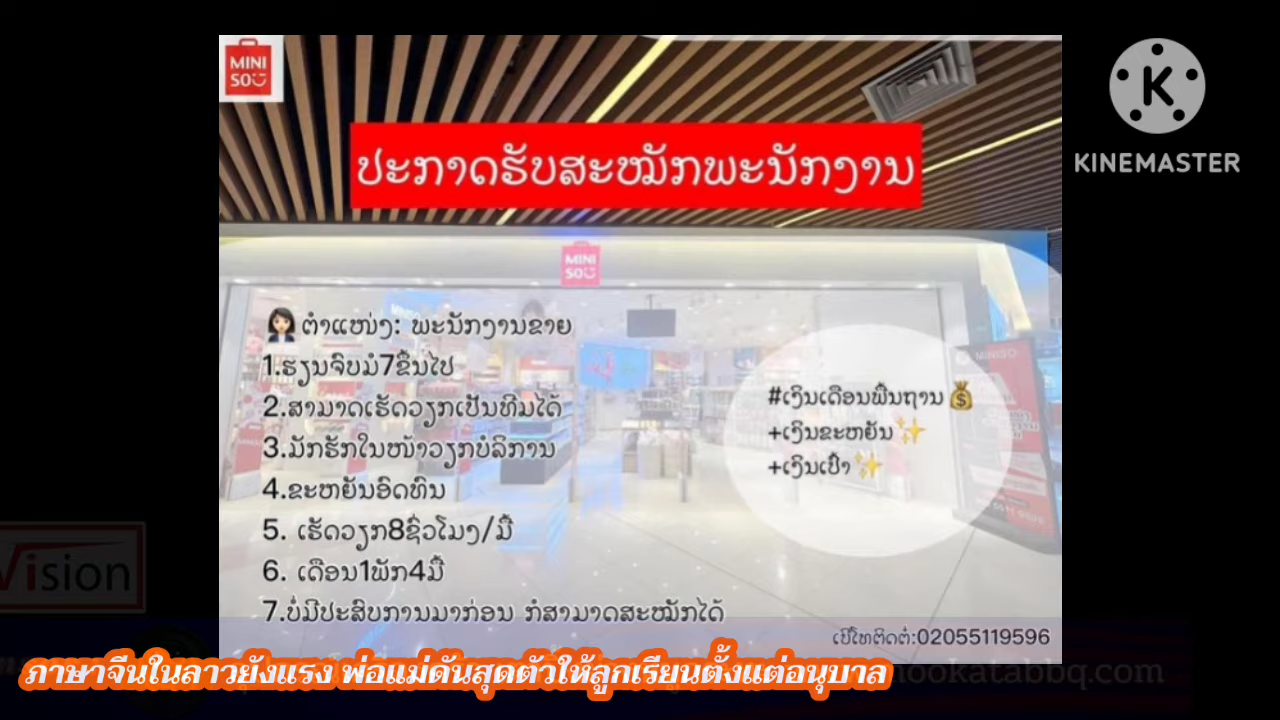 MINI
SO
KINEMASTER
ປະກາດຮັບສະໝັກພະນັກງານ
MINI
SO
ຕຳແໜ່ງ: ພະນັກງານຂາຍ
1.ຮຽນຈົບມໍ7ຂຶ້ນໄປ
2.ສາມາດເຮັດວຽກເປັນທີມໄດ້
3.ມັກຮັກໃນໜ້າວຽກບໍລິການ
4.ຂະຫຍັນອົດທົນ
5. ເຮັດວຽກ8ຊົ່ວໂມງ/ມື້
6. ເດືອນ1ພັກ4ມື້
7.ບໍ່ມີປະສົບການມາກ່ອນ ກໍສາມາດສະໝັກໄດ້
#ເງິນເດືອນພື້ນຖານ
+ເງິນຂະຫຍັນ
+ເງິນເປົ້າ
MINISO
ເບີໂທຕິດຕໍ່:02055119596
Vision
ภาษาจีนในลาวยังแรง พ่อแม่ดันสุดตัวให้ลูกเรียนตั้งแต่อนุบาล
ookatabbq.com